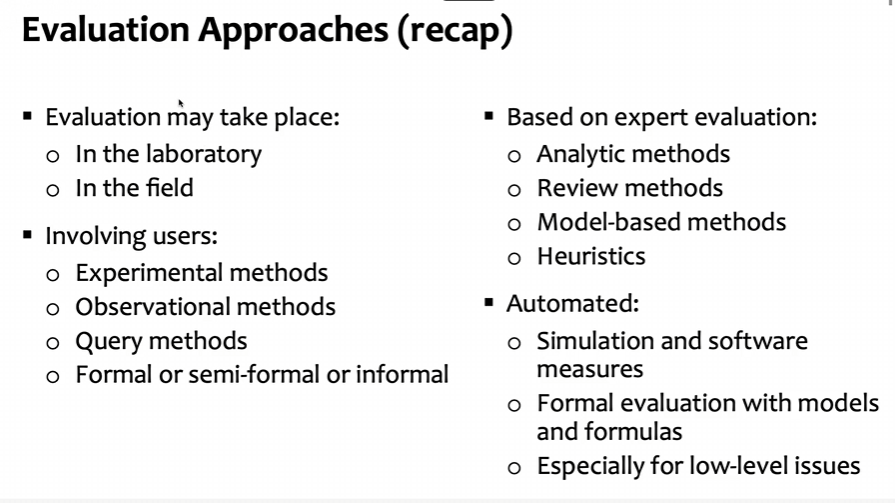 Evaluation Approaches (recap)
▪ Evaluation may take place:
o In the laboratory
o In the field
▪ Involving users:
o Experimental methods
o Observational methods
o Query methods
o Formal or semi-formal or informal
▪ Based on expert evaluation:
o Analytic methods
o Review methods
o Model-based methods
o Heuristics
▪ Automated:
o Simulation and software
measures
o Formal evaluation with models
and formulas
o Especially for low-level issues